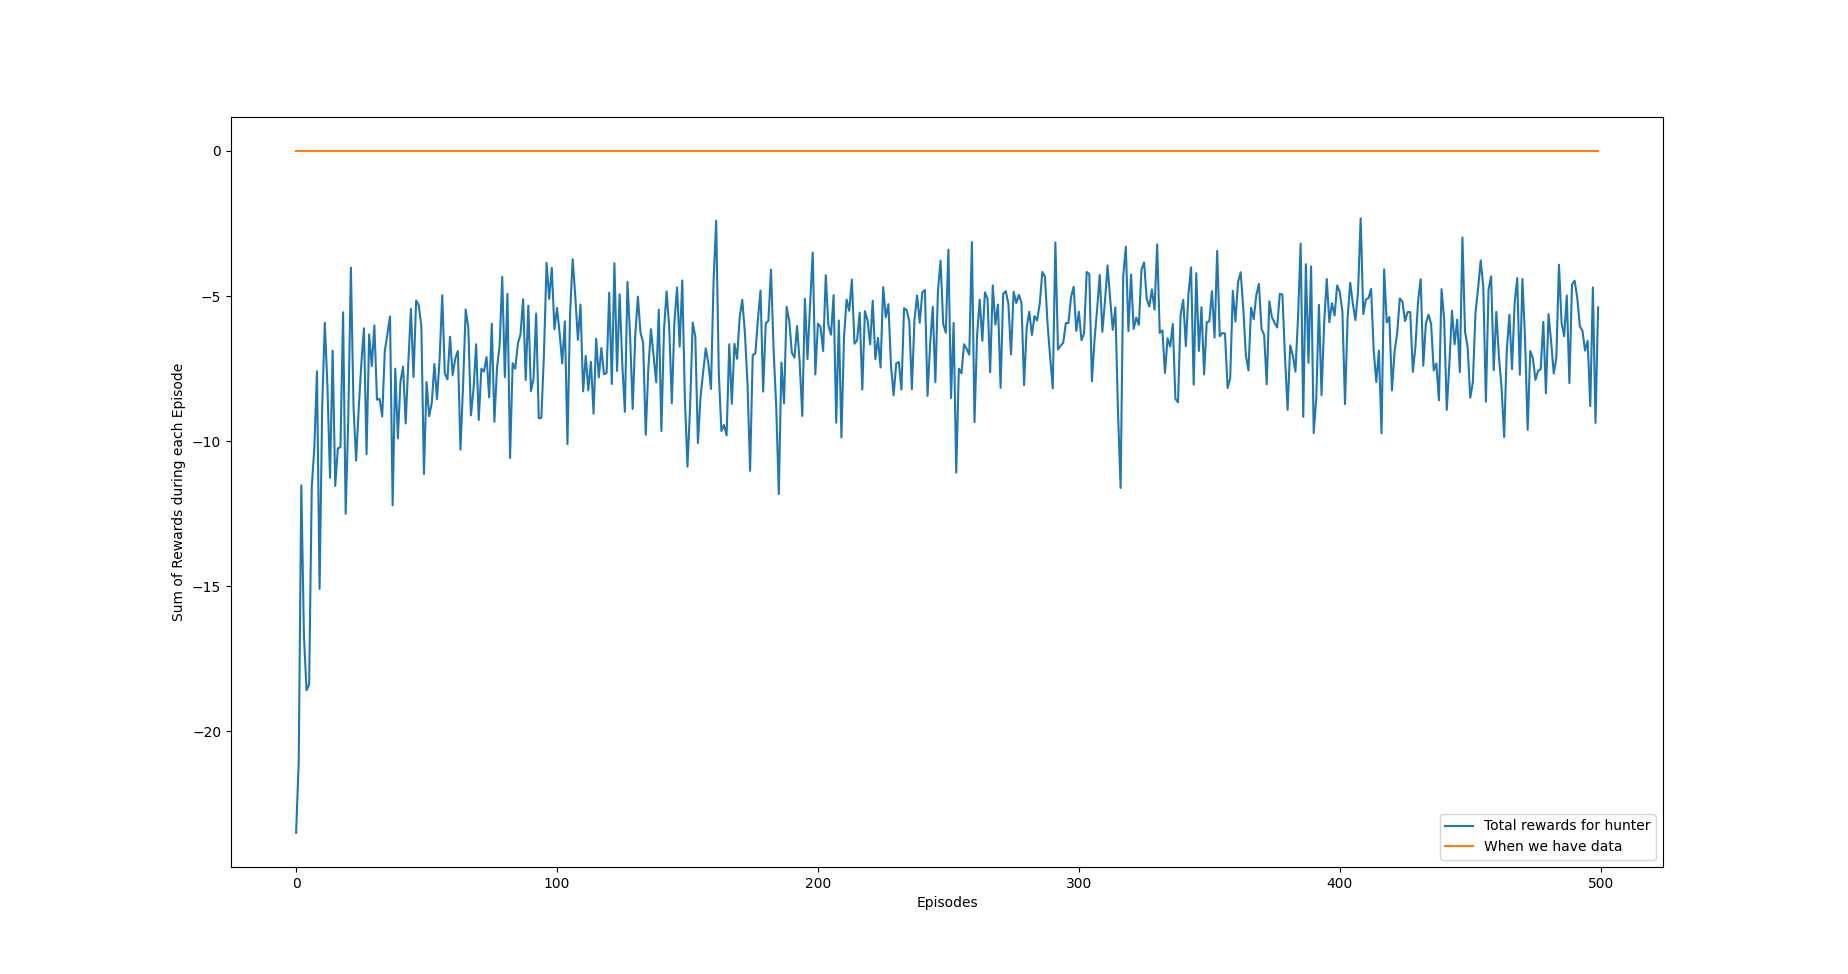 0
−5
−10
−15
−20
Sum of Rewards during each Episode
Total rewards for hunter
When we have data
0 100 200 300 400 500
Episodes